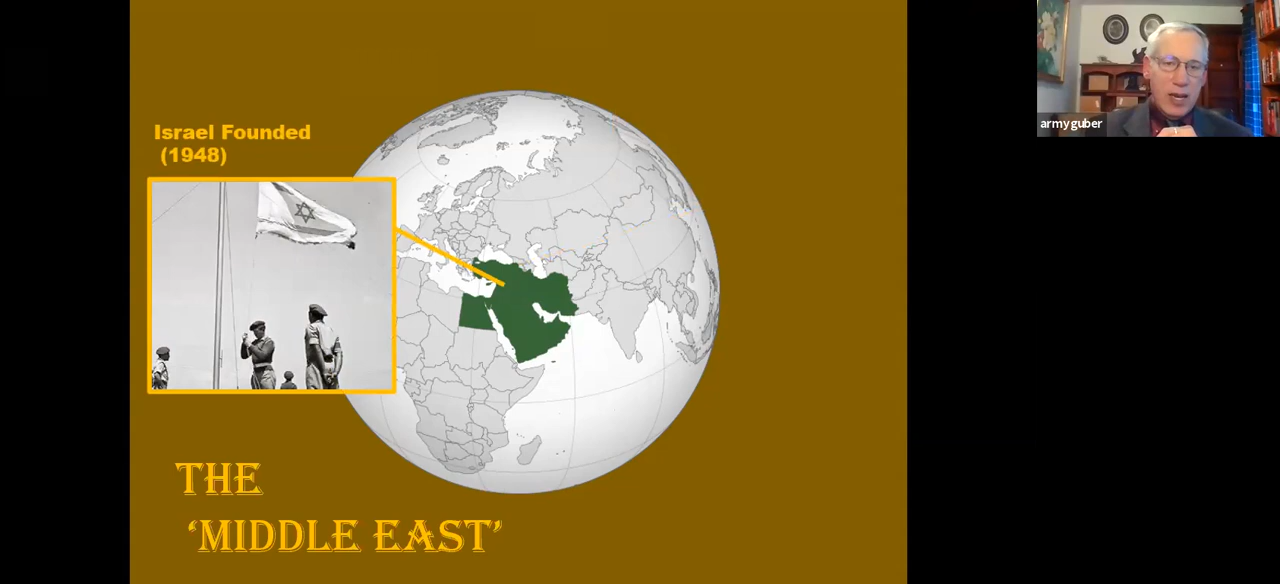 Israel Founded
(1948)
armyguber
THE
‘MIDDLE EAST’